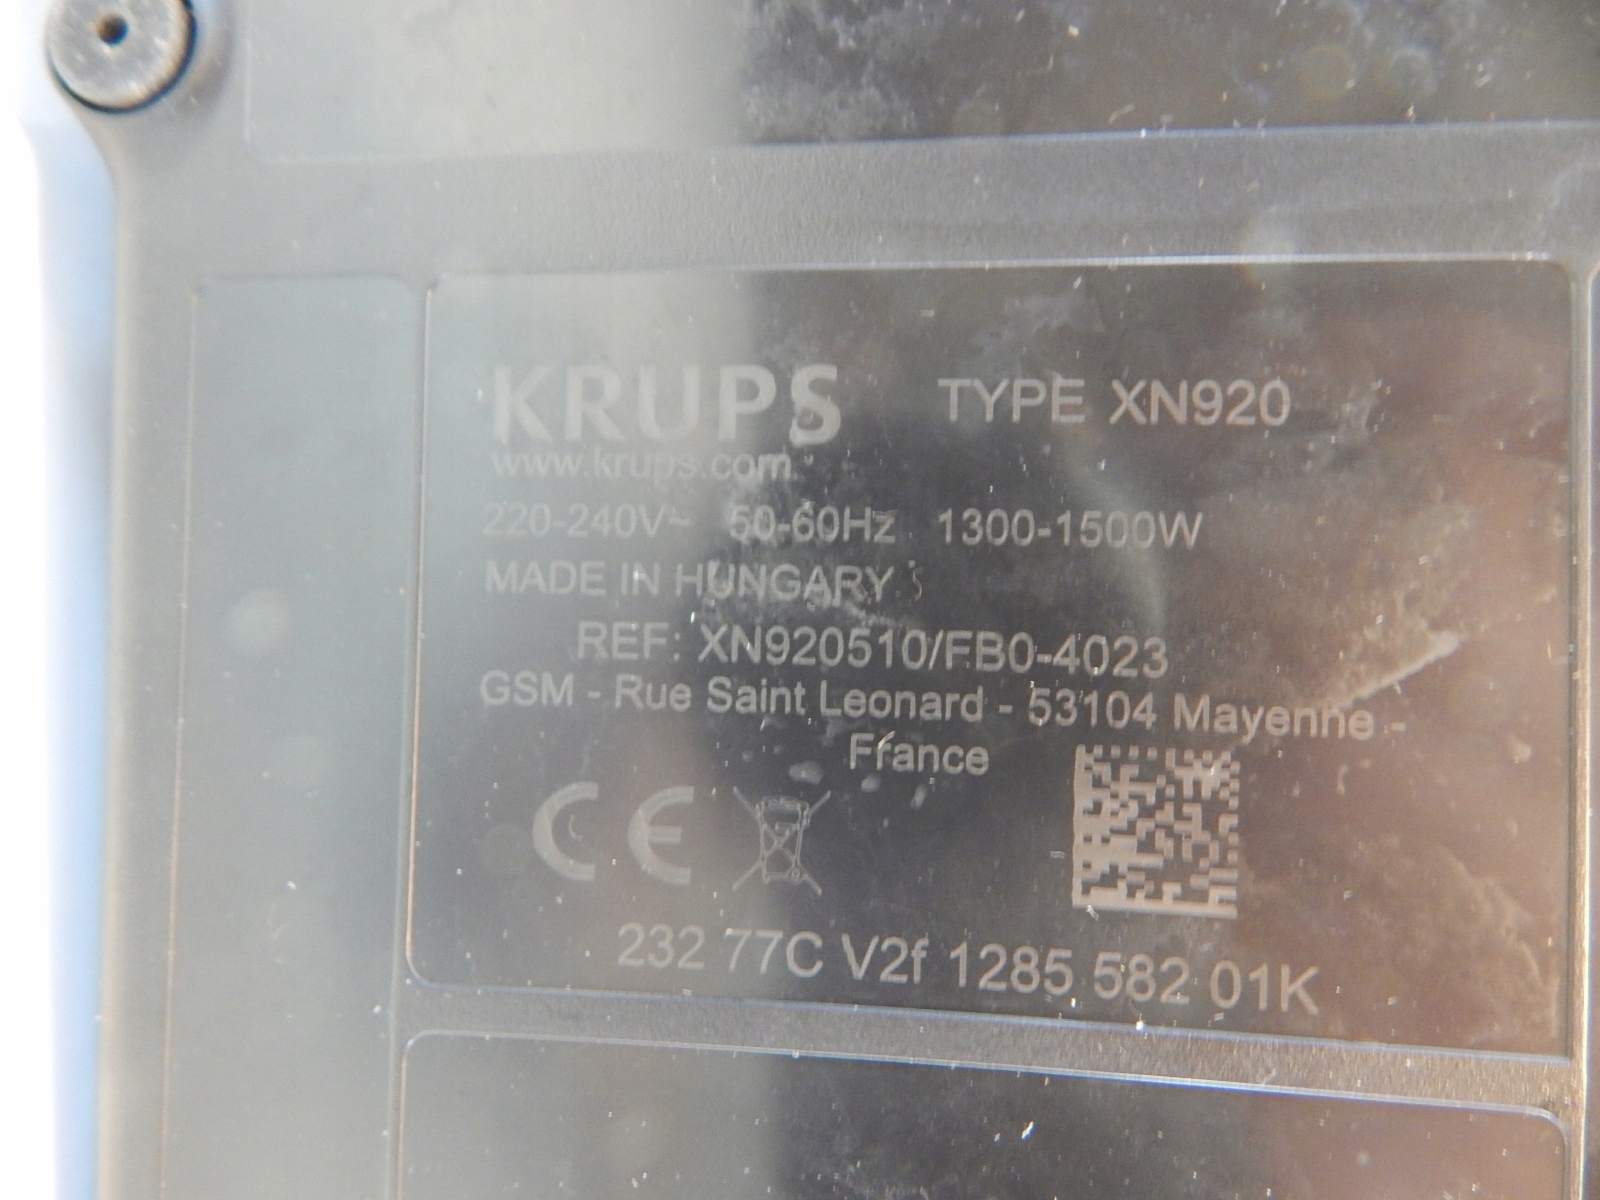 KRUPS TYPE XN920
www.krups.com
220-240V~ 50-60Hz 1300-1500W
MADE IN HUNGARY
REF: XN920510/FB0-4023
GSM - Rue Saint Leonard - 53104 Mayenne -
France
CE
232 77C V2f 1285 582 01K